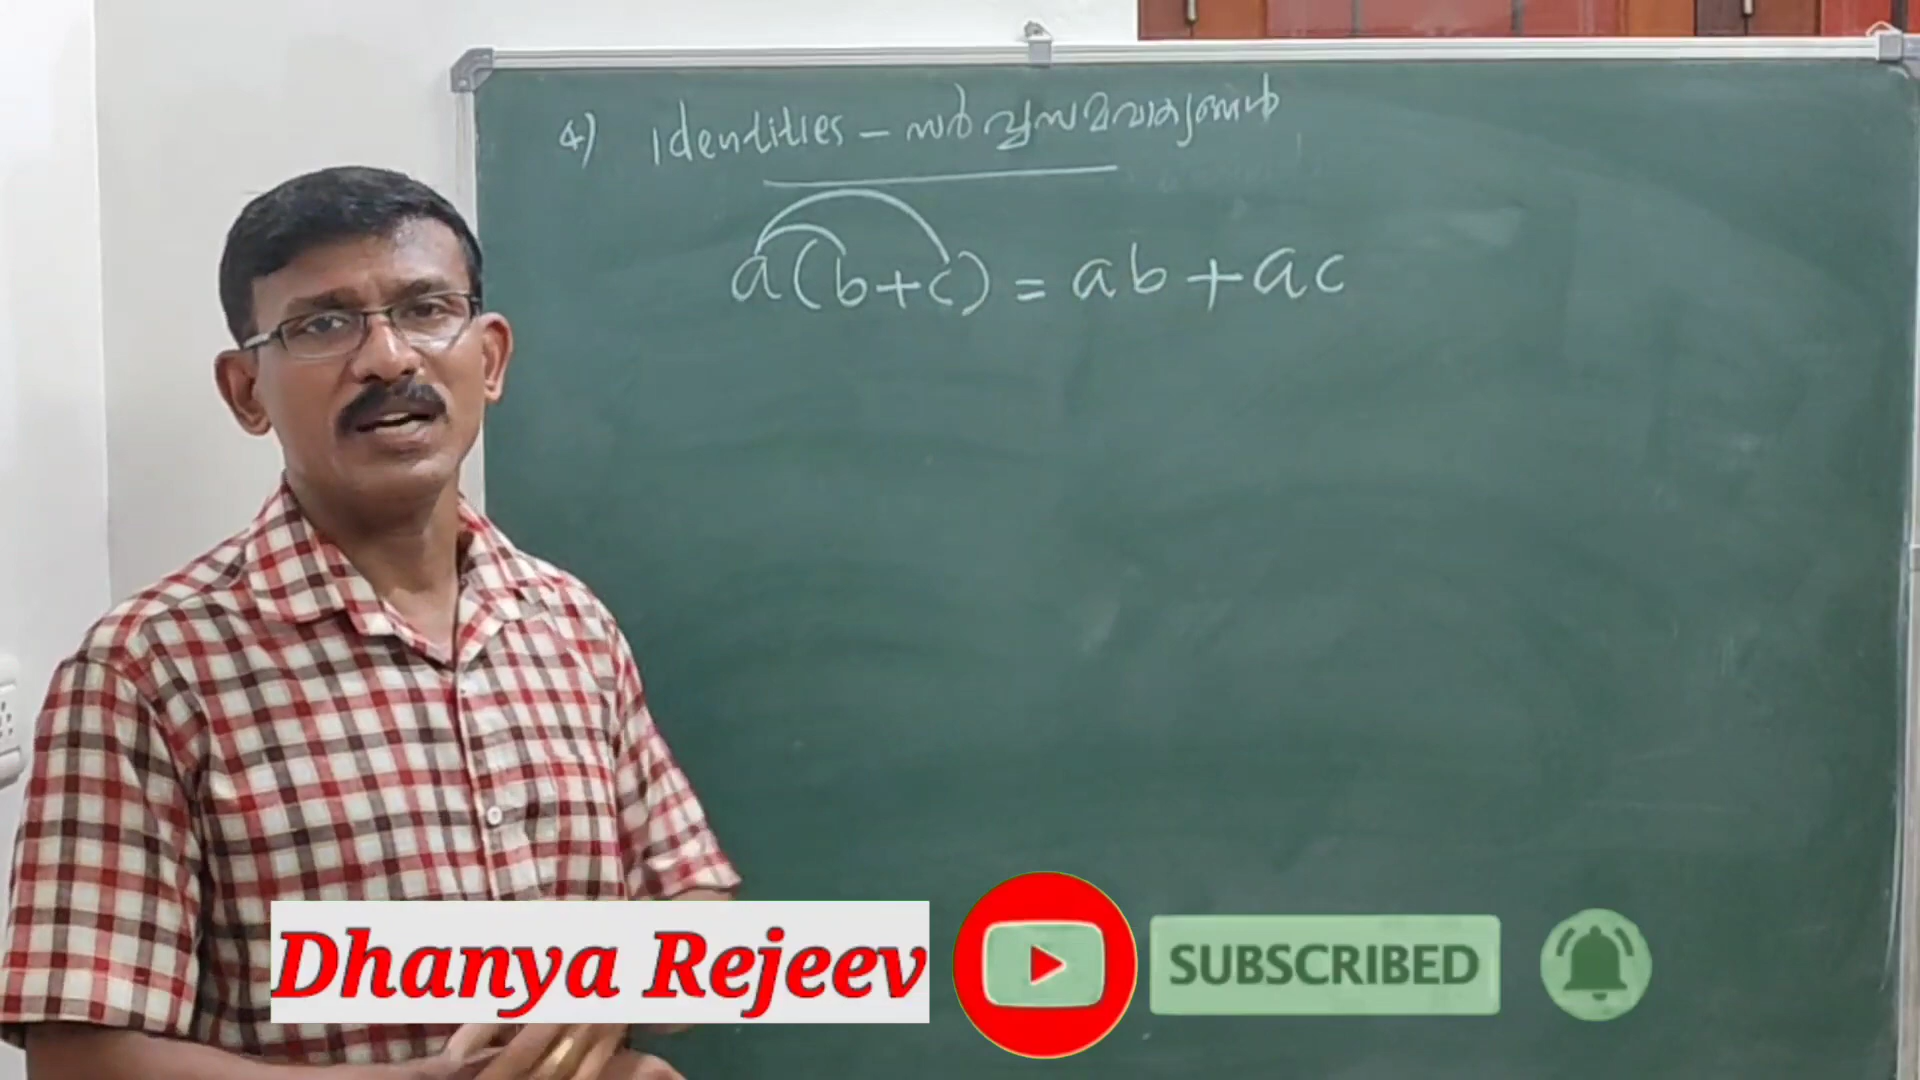 4) Identities - സർവ്വസമവാക്യങ്ങൾ
a(b+c) = ab + ac
Dhanya Rejeev
SUBSCRIBED